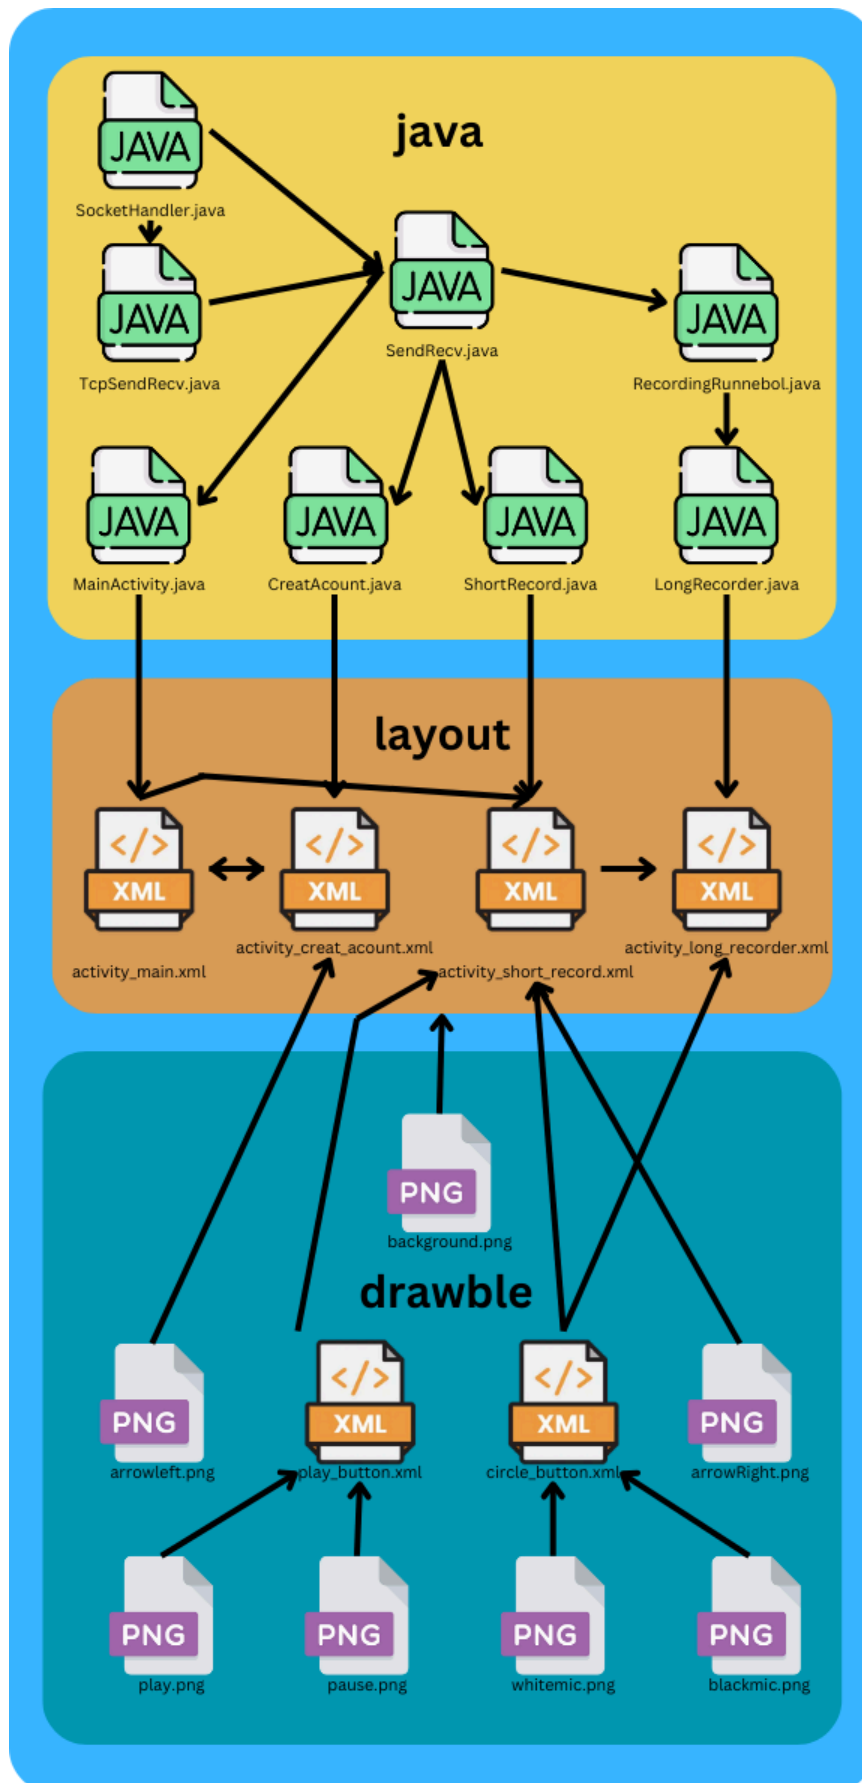 java
JAVA
SocketHandler.java
JAVA
SendRecv.java
JAVA
TcpSendRecv.java
JAVA
RecordingRunnebol.java
JAVA
MainActivity.java
JAVA
CreatAcount.java
JAVA
ShortRecord.java
JAVA
LongRecorder.java
layout
</>
XML
activity_main.xml
</>
XML
activity_creat_acount.xml
</>
XML
activity_short_record.xml
</>
XML
activity_long_recorder.xml
PNG
background.png
drawble
PNG
arrowleft.png
</>
XML
play_button.xml
</>
XML
circle_button.xml
PNG
arrowRight.png
PNG
play.png
PNG
pause.png
PNG
whitemic.png
PNG
blackmic.png